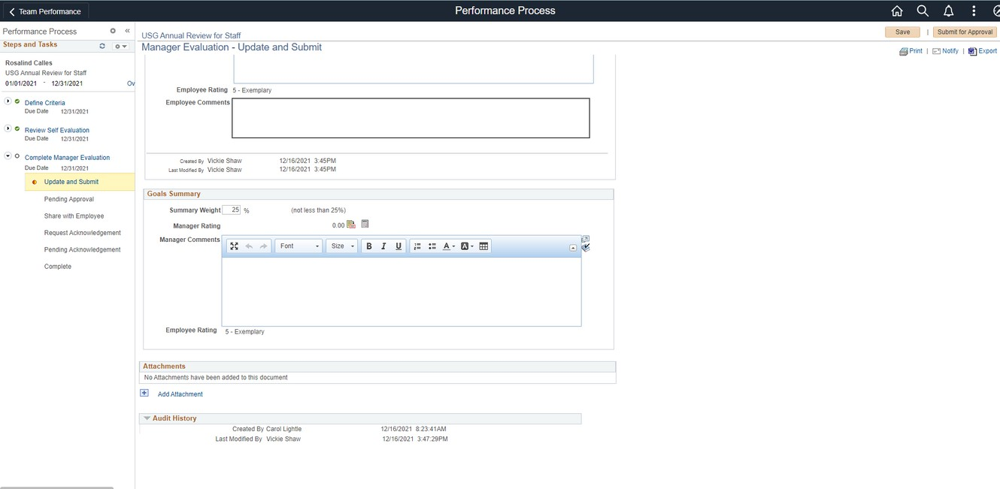 Team Performance
Performance Process
Performance Process
Steps and Tasks
Rosalind Calles
USG Annual Review for Staff
01/01/2021 - 12/31/2021 Ov
Define Criteria
Due Date 12/31/2021
Review Self Evaluation
Due Date 12/31/2021
Complete Manager Evaluation
Due Date 12/31/2021
Update and Submit
Pending Approval
Share with Employee
Request Acknowledgement
Pending Acknowledgement
Complete
USG Annual Review for Staff
Save | Submit for Approval
Manager Evaluation - Update and Submit
Print | Notify | Export
Employee Rating 5 - Exemplary
Employee Comments
Created By Vickie Shaw 12/16/2021 3:45PM
Last Modified By Vickie Shaw 12/16/2021 3:45PM
Goals Summary
Summary Weight 25 % (not less than 25%)
Manager Rating 0.00
Manager Comments
Font Size B I U A A
Employee Rating 5 - Exemplary
Attachments
No Attachments have been added to this document
Add Attachment
Audit History
Created By Carol Lightle 12/16/2021 8:23:41AM
Last Modified By Vickie Shaw 12/16/2021 3:47:29PM